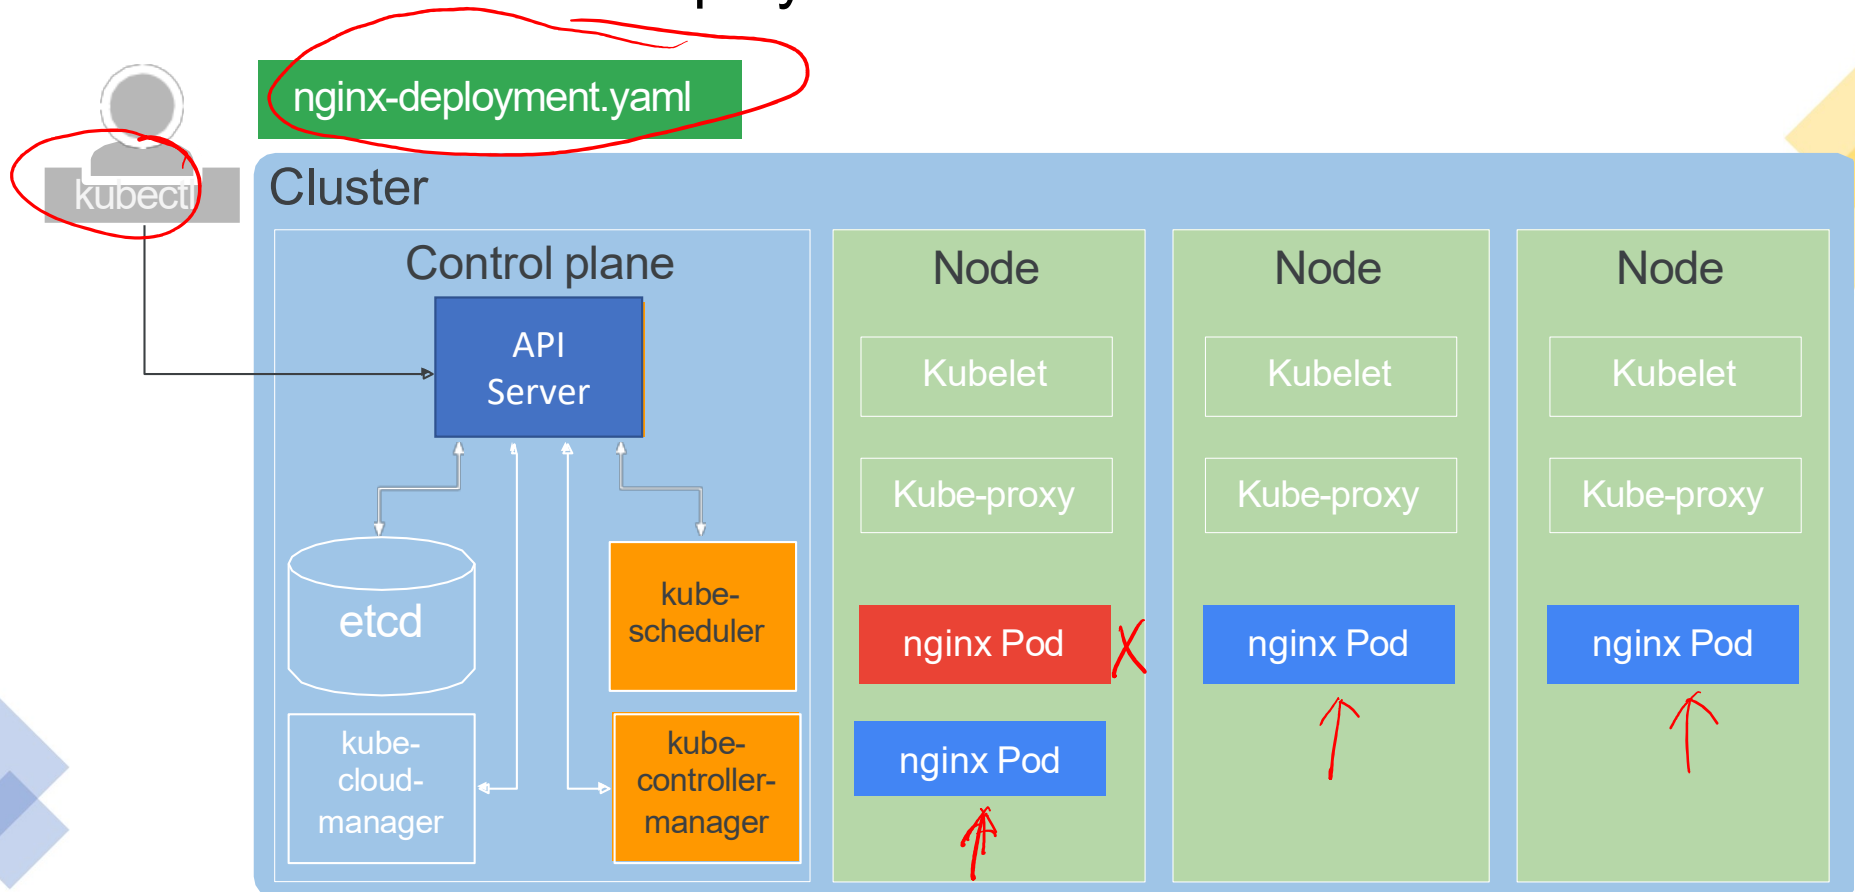 nginx-deployment.yaml
kubectl
Cluster
Control plane
API
Server
etcd
kube-
scheduler
kube-
cloud-
manager
kube-
controller-
manager
Node
Kubelet
Kube-proxy
nginx Pod
X
nginx Pod
Node
Kubelet
Kube-proxy
nginx Pod
Node
Kubelet
Kube-proxy
nginx Pod